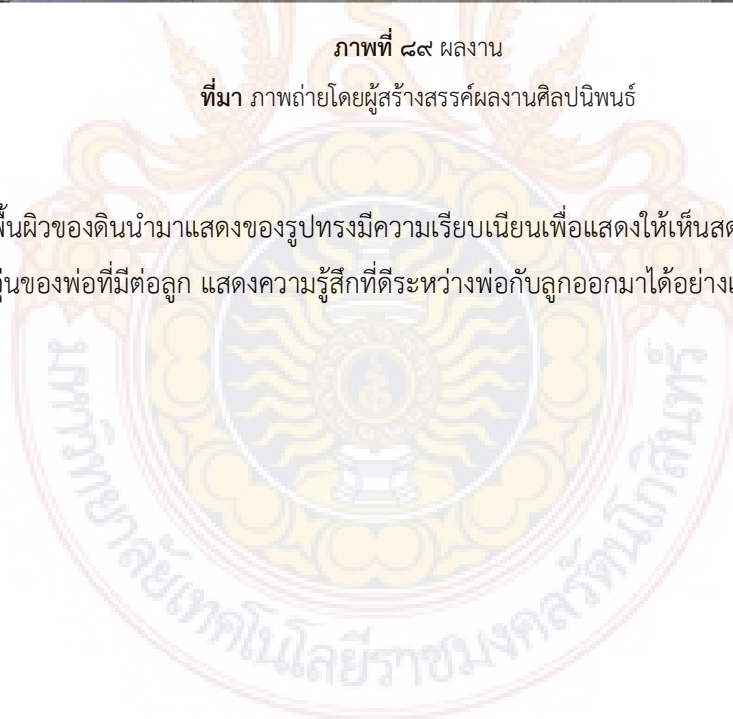 ภาพที่ ๘๙ ผลงาน
ที่มา ภาพถ่ายโดยผู้สร้างสรรค์ผลงานศิลปนิพนธ์
พื้นผิวของดินนำมาแสดงของรูปทรงมีความเรียบเนียนเพื่อแสดงให้เห็น
ของพ่อที่มีต่อลูก แสดงความรู้สึกที่ดีระหว่างพ่อกับลูกออกมาได้อย่าง
มหาวิทยาลัยเทคโนโลยีราชมงคลรัตนโกสินทร์